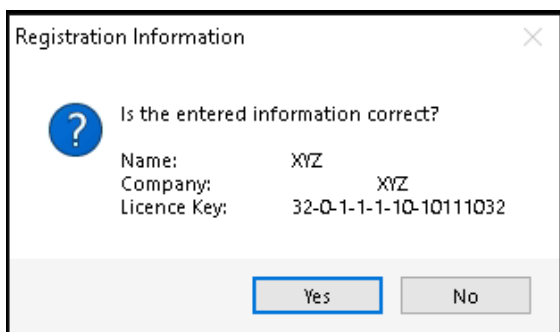 Registration Information
Is the entered information correct?
Name: XYZ
Company: XYZ
Licence Key: 32-0-1-1-1-10-10111032
Yes No